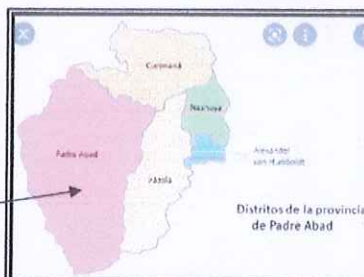 Curimaná
Neshuya
Padre Abad
Alexander
von Humboldt
Irázola
Distritos de la provincia
de Padre Abad